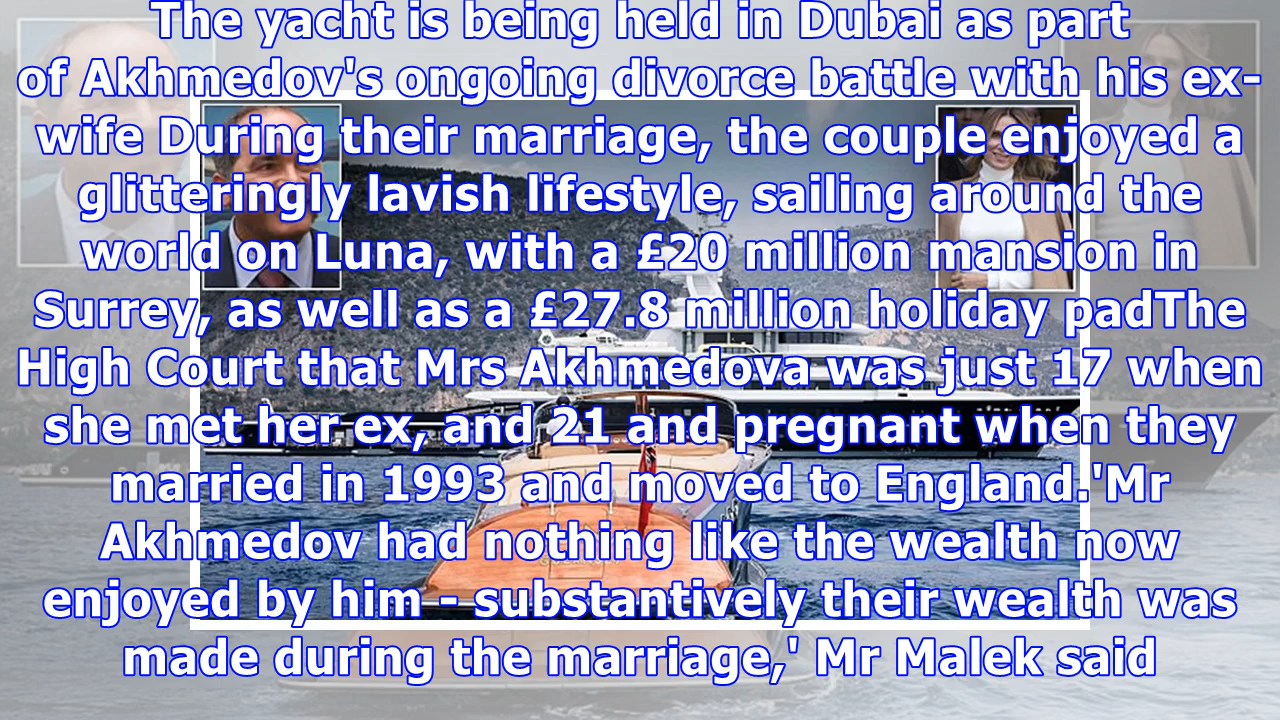 The yacht is being held in Dubai as part
of Akhmedov's ongoing divorce battle with his ex-
wife During their marriage, the couple enjoyed a
glitteringly lavish lifestyle, sailing around the
world on Luna, with a £20 million mansion in
Surrey, as well as a £27.8 million holiday padThe
High Court that Mrs Akhmedova was just 17 when
she met her ex, and 21 and pregnant when they
married in 1993 and moved to England.'Mr
Akhmedov had nothing like the wealth now
enjoyed by him - substantively their wealth was
made during the marriage,' Mr Malek said